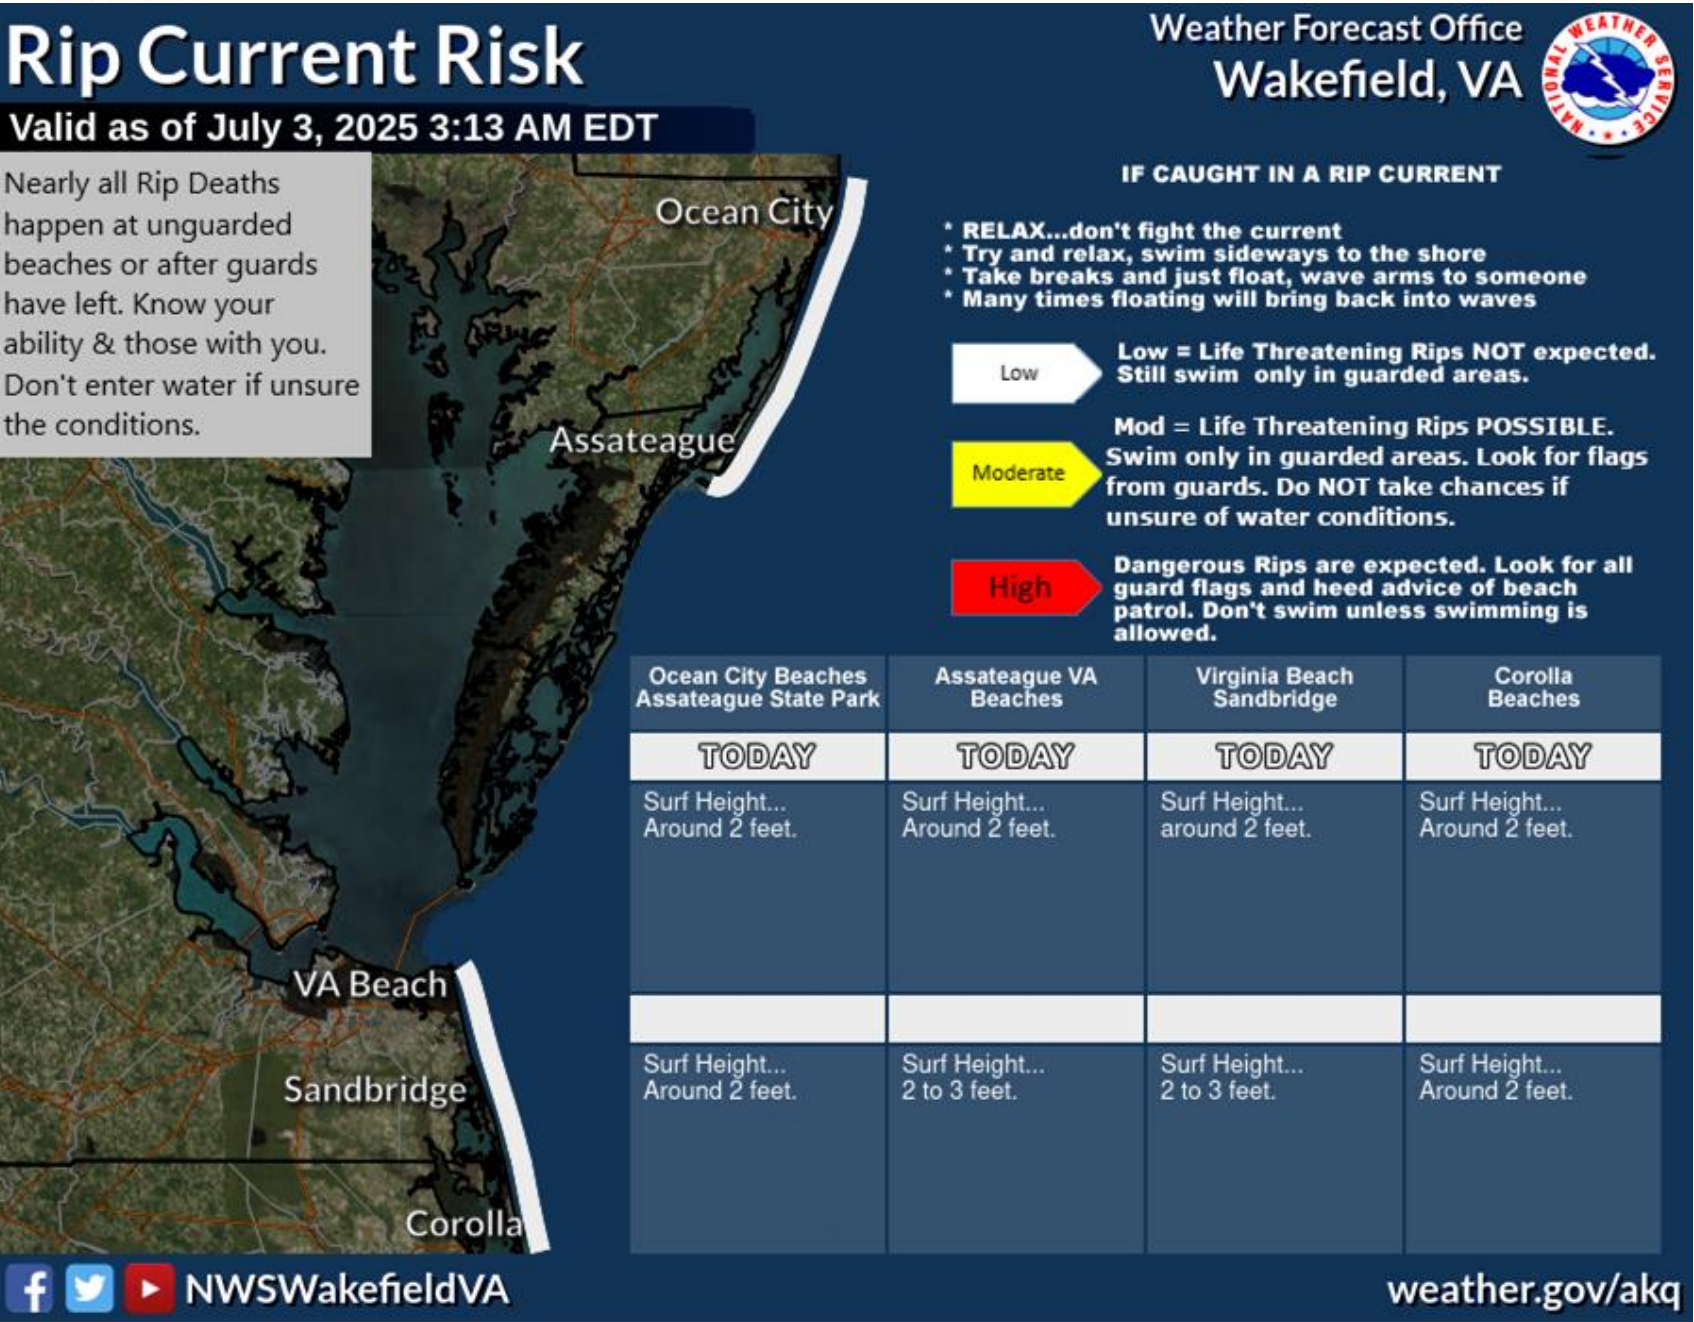 Rip Current Risk
Valid as of July 3, 2025 3:13 AM EDT
Weather Forecast Office
Wakefield, VA
NATIONAL WEATHER SERVICE
Nearly all Rip Deaths
happen at unguarded
beaches or after guards
have left. Know your
ability & those with you.
Don't enter water if unsure
the conditions.
Ocean City
Assateague
VA Beach
Sandbridge
Corolla
IF CAUGHT IN A RIP CURRENT
* RELAX...don't fight the current
* Try and relax, swim sideways to the shore
* Take breaks and just float, wave arms to someone
* Many times floating will bring back into waves
Low
Low = Life Threatening Rips NOT expected.
Still swim only in guarded areas.
Moderate
Mod = Life Threatening Rips POSSIBLE.
Swim only in guarded areas. Look for flags
from guards. Do NOT take chances if
unsure of water conditions.
High
Dangerous Rips are expected. Look for all
guard flags and heed advice of beach
patrol. Don't swim unless swimming is
allowed.
Ocean City Beaches
Assateague State Park
Assateague VA
Beaches
Virginia Beach
Sandbridge
Corolla
Beaches
TODAY
TODAY
TODAY
TODAY
Surf Height...
Around 2 feet.
Surf Height...
Around 2 feet.
Surf Height...
around 2 feet.
Surf Height...
Around 2 feet.
Surf Height...
Around 2 feet.
Surf Height...
2 to 3 feet.
Surf Height...
2 to 3 feet.
Surf Height...
Around 2 feet.
NWSWakefieldVA
weather.gov/akq